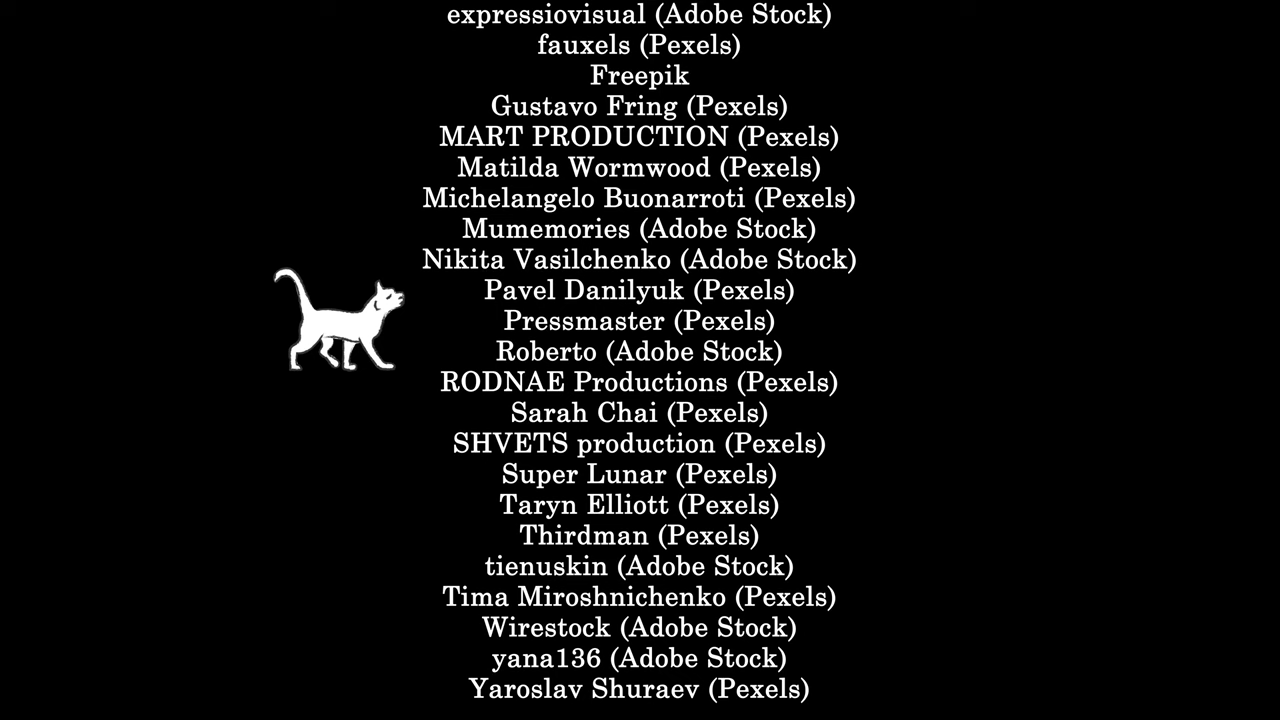 expressiovisual (Adobe Stock)
fauxels (Pexels)
Freepik
Gustavo Fring (Pexels)
MART PRODUCTION (Pexels)
Matilda Wormwood (Pexels)
Michelangelo Buonarroti (Pexels)
Mumemories (Adobe Stock)
Nikita Vasilchenko (Adobe Stock)
Pavel Danilyuk (Pexels)
Pressmaster (Pexels)
Roberto (Adobe Stock)
RODNAE Productions (Pexels)
Sarah Chai (Pexels)
SHVETS production (Pexels)
Super Lunar (Pexels)
Taryn Elliott (Pexels)
Thirdman (Pexels)
tienuskin (Adobe Stock)
Tima Miroshnichenko (Pexels)
Wirestock (Adobe Stock)
yana136 (Adobe Stock)
Yaroslav Shuraev (Pexels)